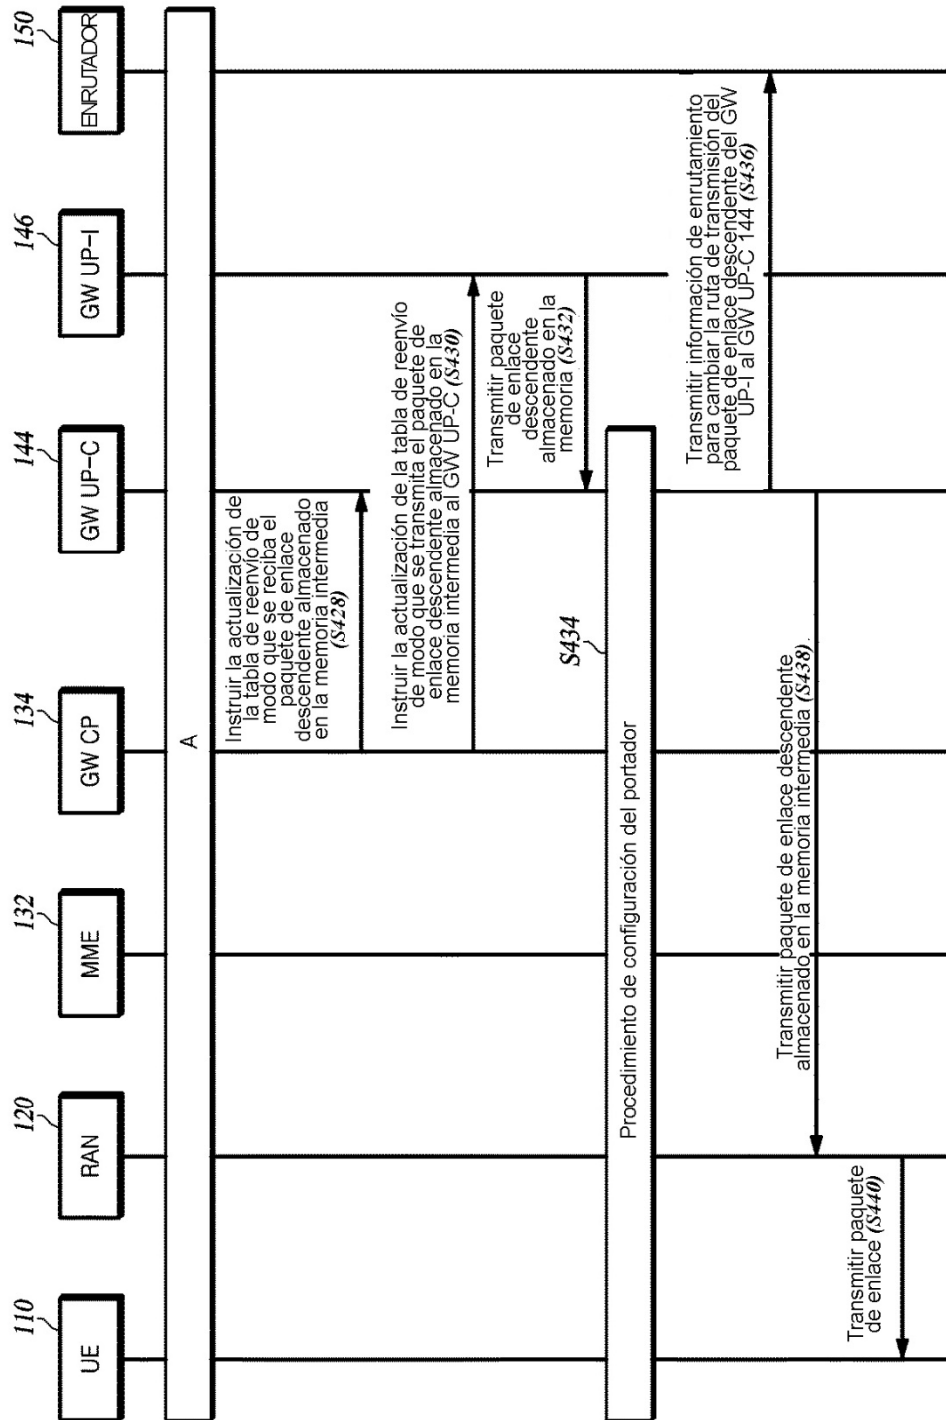 110
UE
120
RAN
132
MME
134
GW CP
144
GW UP-C
146
GW UP-I
150
ENRUTADOR
A
Instruir la actualización de
la tabla de reenvío de
modo que se reciba el
paquete de enlace
descendente almacenado
en la memoria intermedia
(S428)
Instruir la actualización de la tabla de reenvío
de modo que se transmita el paquete de
enlace descendente almacenado en la
memoria intermedia al GW UP-C (S430)
Transmitir paquete
de enlace
descendente
almacenado en la
memoria (S432)
S434
Procedimiento de configuración del portador
Transmitir información de enrutamiento
para cambiar la ruta de transmisión del
paquete de enlace descendente del GW
UP-I al GW UP-C 144 (S436)
Transmitir paquete de enlace descendente
almacenado en la memoria intermedia (S438)
Transmitir paquete
de enlace (S440)